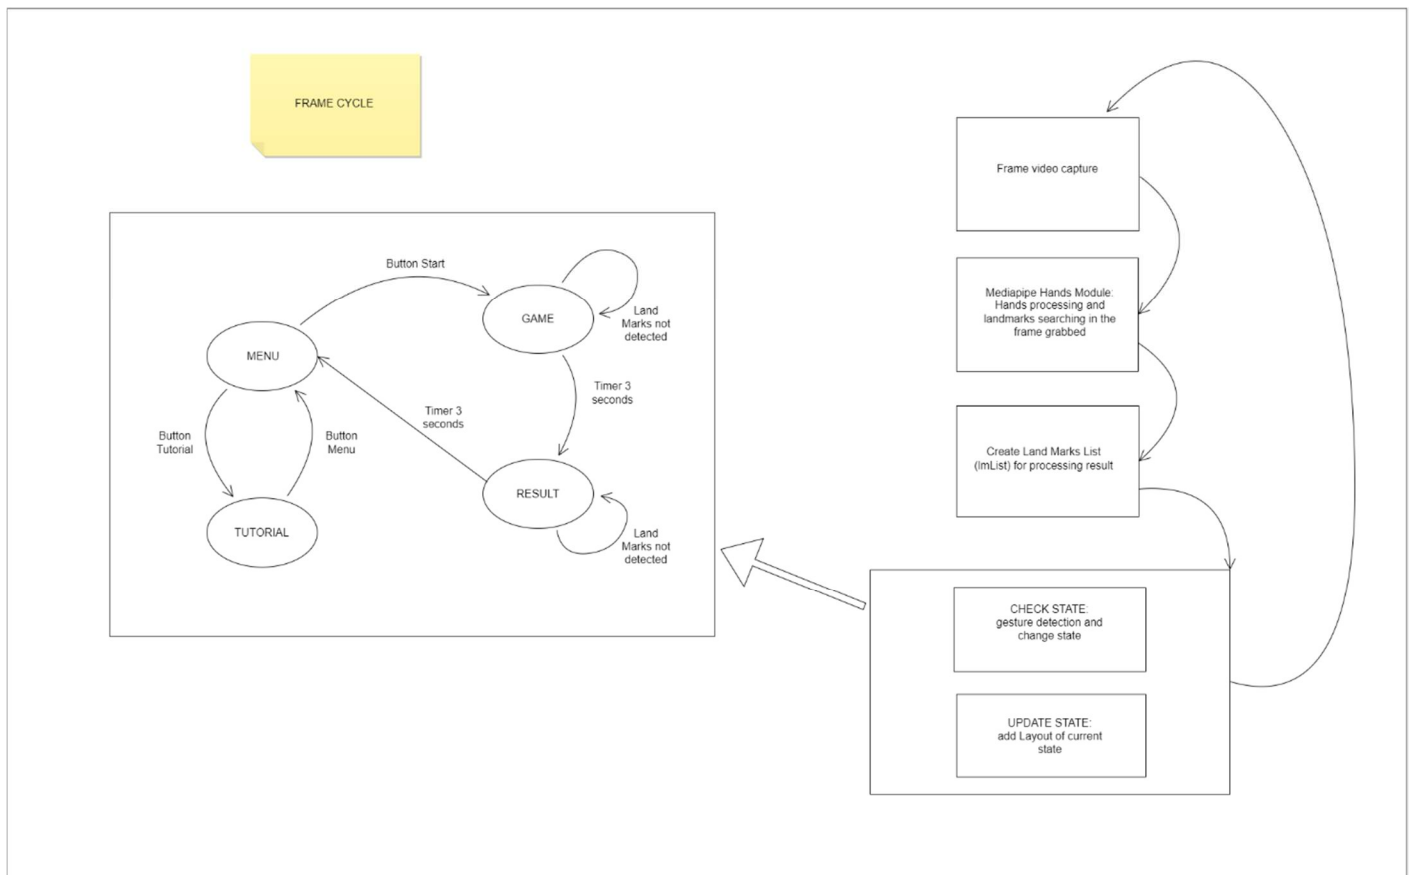 FRAME CYCLE
Button Start
GAME
Land
Marks not
detected
MENU
Timer 3
seconds
Timer 3
seconds
Button
Tutorial
Button
Menu
RESULT
TUTORIAL
Land
Marks not
detected
Frame video capture
Mediapipe Hands Module:
Hands processing and
landmarks searching in the
frame grabbed
Create Land Marks List
(lmList) for processing result
CHECK STATE:
gesture detection and
change state
UPDATE STATE:
add Layout of current
state